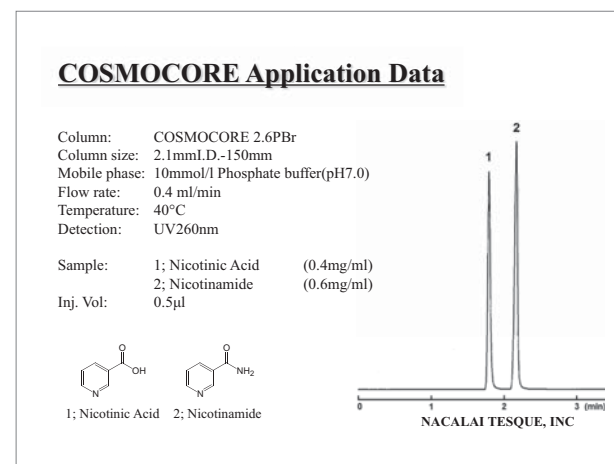 COSMOCORE Application Data
Column: COSMOCORE 2.6PBr
Column size: 2.1mmI.D.-150mm
Mobile phase: 10mmol/l Phosphate buffer(pH7.0)
Flow rate: 0.4 ml/min
Temperature: 40°C
Detection: UV260nm
Sample: 1; Nicotinic Acid (0.4mg/ml)
2; Nicotinamide (0.6mg/ml)
Inj. Vol: 0.5μl
O
OH
N
O
NH₂
N
1; Nicotinic Acid 2; Nicotinamide
1
2
0 1 2 3 (min)
NACALAI TESQUE, INC